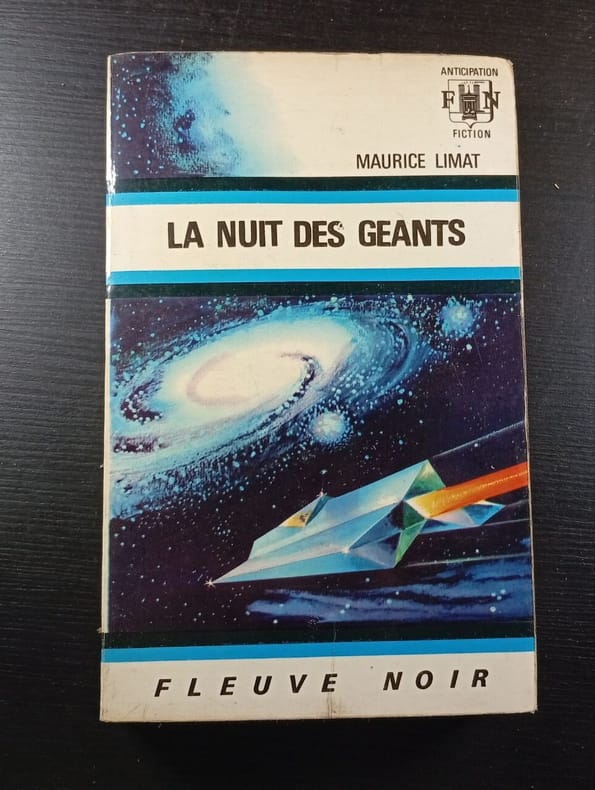 ANTICIPATION
FN
FICTION
MAURICE LIMAT
LA NUIT DES GEANTS
FLEUVE NOIR